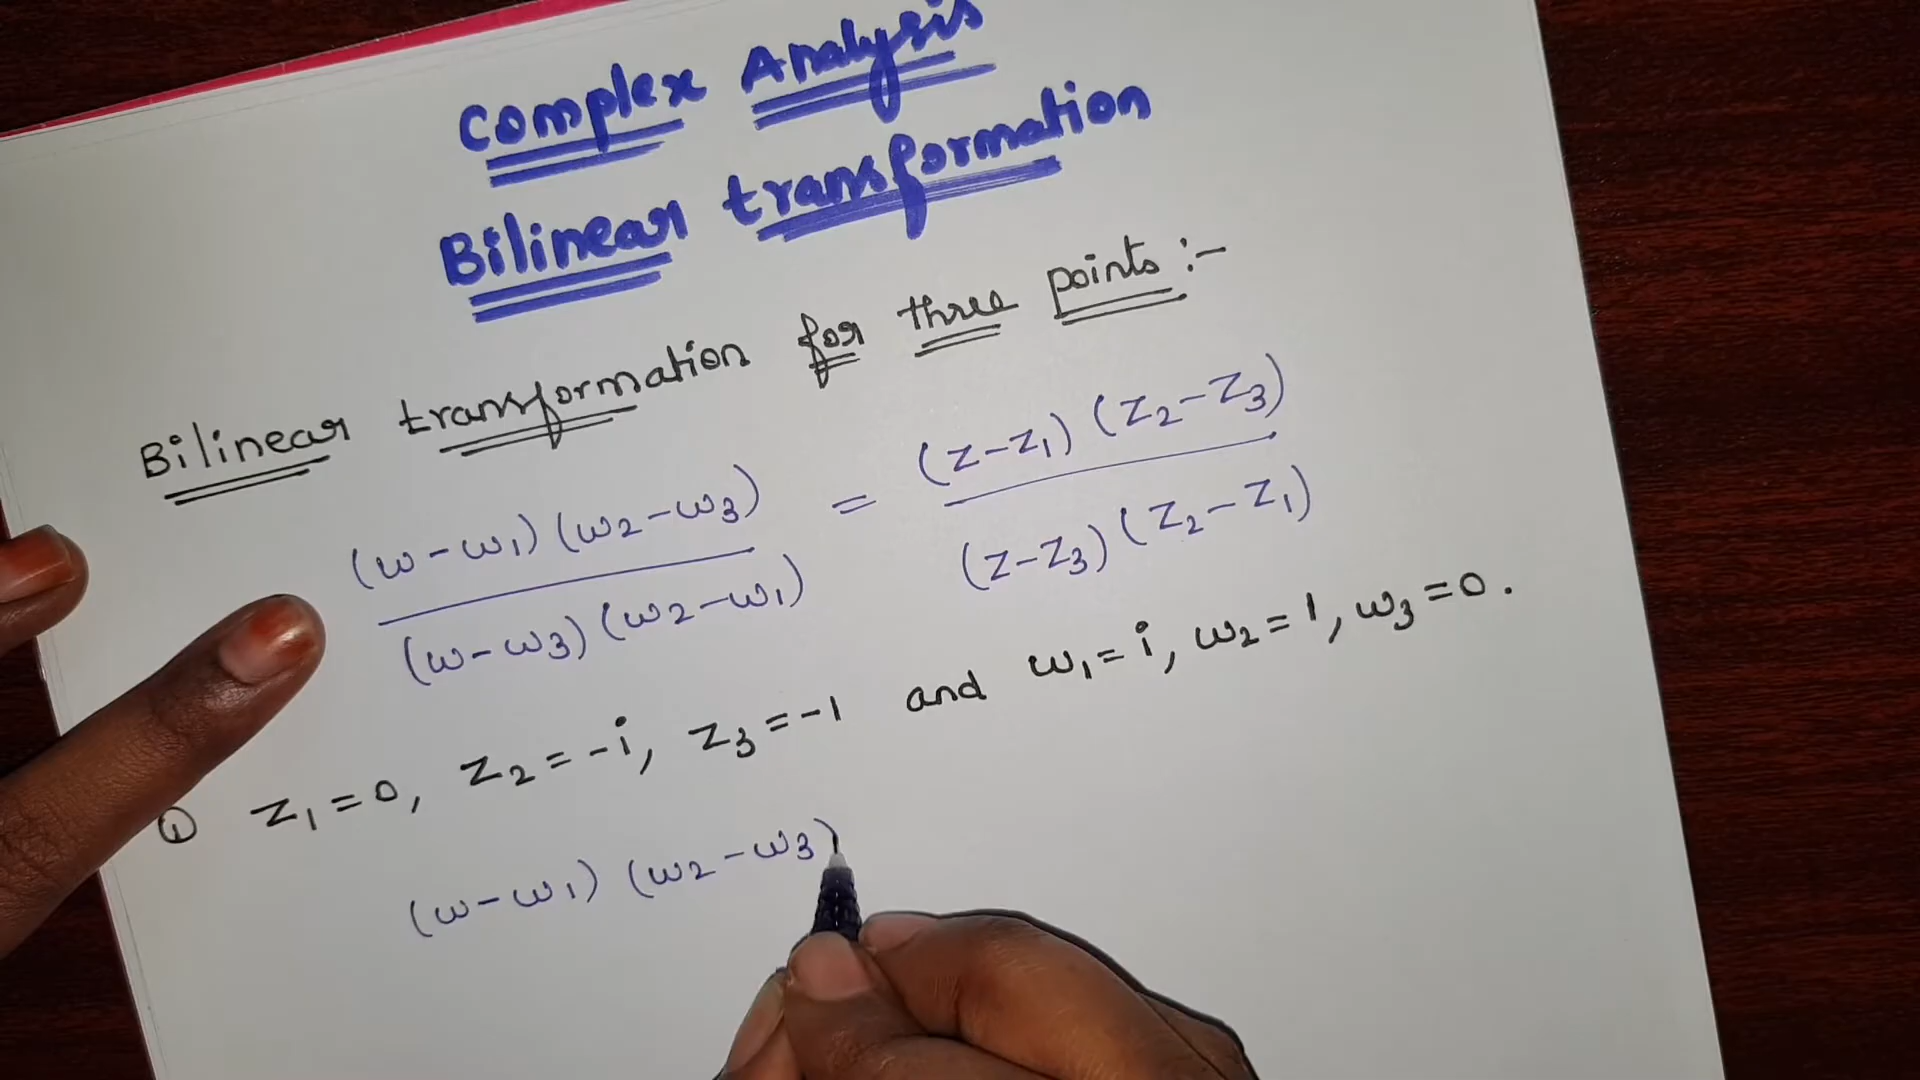 Complex Analysis
Bilinear transformation
Bilinear transformation for three points :-
(w-w₁)(w₂-w₃) / (w-w₃)(w₂-w₁) = (z-z₁)(z₂-z₃) / (z-z₃)(z₂-z₁)
① z₁=0, z₂=-i, z₃=-1 and w₁=i, w₂=1, w₃=0.
(w-w₁)(w₂-w₃)